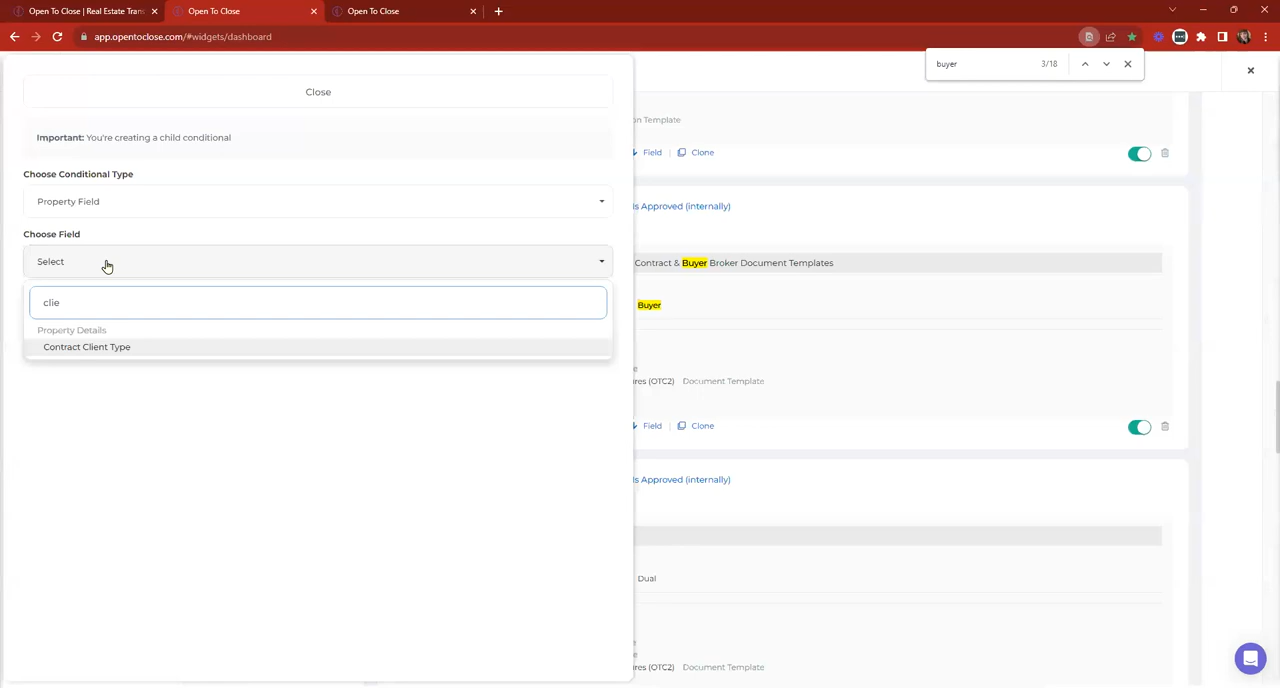 Open To Close | Real Estate Tran
Open To Close
Open To Close
app.opentoclose.com/#widgets/dashboard
buyer
3/18
Close
Important: You're creating a child conditional
Choose Conditional Type
Property Field
Choose Field
Select
clie
Property Details
Contract Client Type
on Template
Field | Clone
ls Approved (internally)
Contract & Buyer Broker Document Templates
Buyer
res (OTC2) Document Template
Field | Clone
ls Approved (internally)
Dual
res (OTC2) Document Template